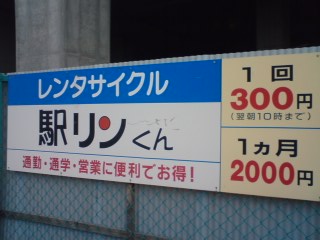 レンタサイクル
駅リンくん
通勤・通学・営業に便利でお得!
1回
300円
(翌朝10時まで)
1ヵ月
2000円